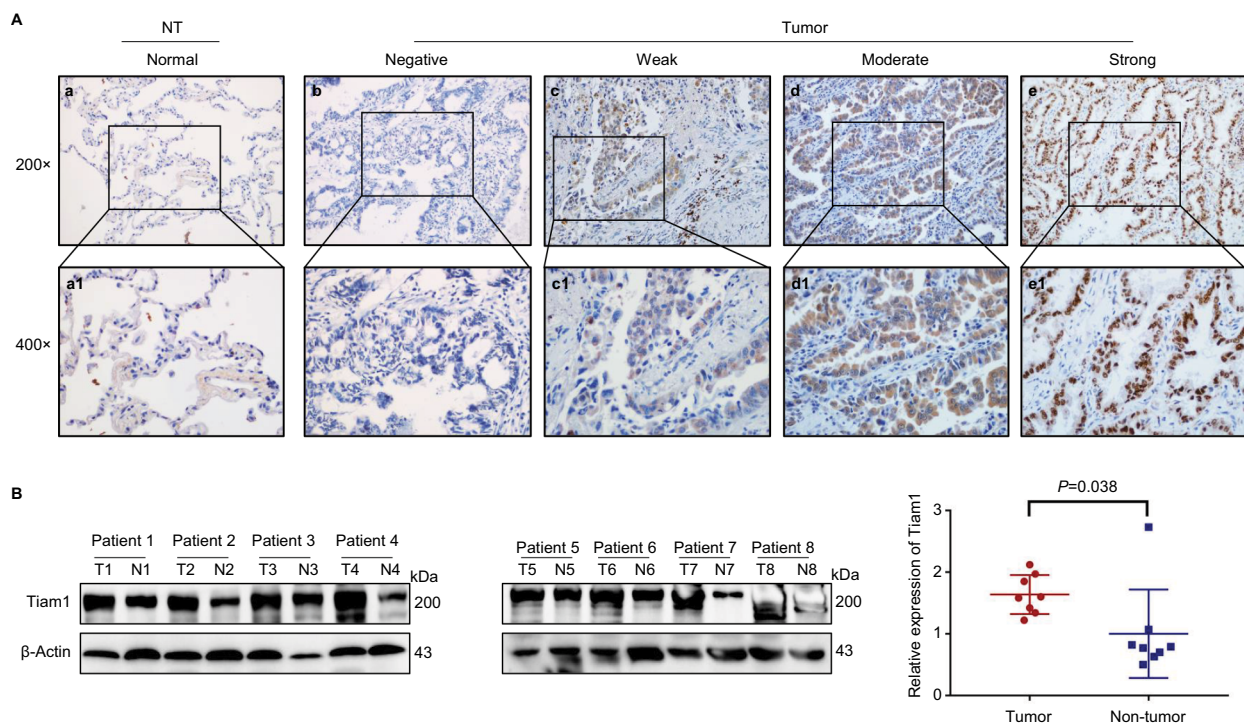 A
NT
Tumor
Normal
Negative
Weak
Moderate
Strong
200×
a
b
c
d
e
400×
a1
b1
c1
d1
e1
B
Patient 1 Patient 2 Patient 3 Patient 4
T1 N1 T2 N2 T3 N3 T4 N4 kDa
Tiam1 200
β-Actin 43
Patient 5 Patient 6 Patient 7 Patient 8
T5 N5 T6 N6 T7 N7 T8 N8 kDa
200
43
P=0.038
Relative expression of Tiam1
3
2
1
0
Tumor Non-tumor